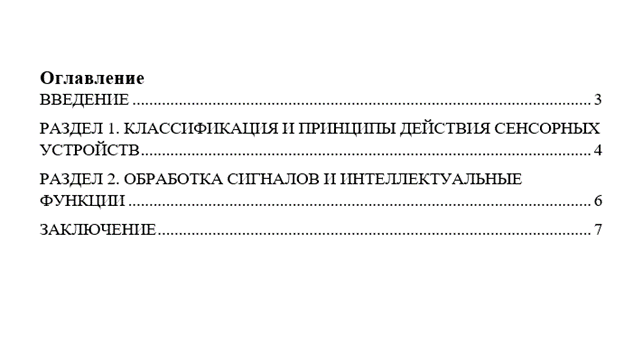 Оглавление
ВВЕДЕНИЕ ............................................................ 3
РАЗДЕЛ 1. КЛАССИФИКАЦИЯ И ПРИНЦИПЫ ДЕЙСТВИЯ СЕНСОРНЫХ
УСТРОЙСТВ ............................................................ 4
РАЗДЕЛ 2. ОБРАБОТКА СИГНАЛОВ И ИНТЕЛЛЕКТУАЛЬНЫЕ
ФУНКЦИИ ............................................................ 6
ЗАКЛЮЧЕНИЕ ............................................................ 7